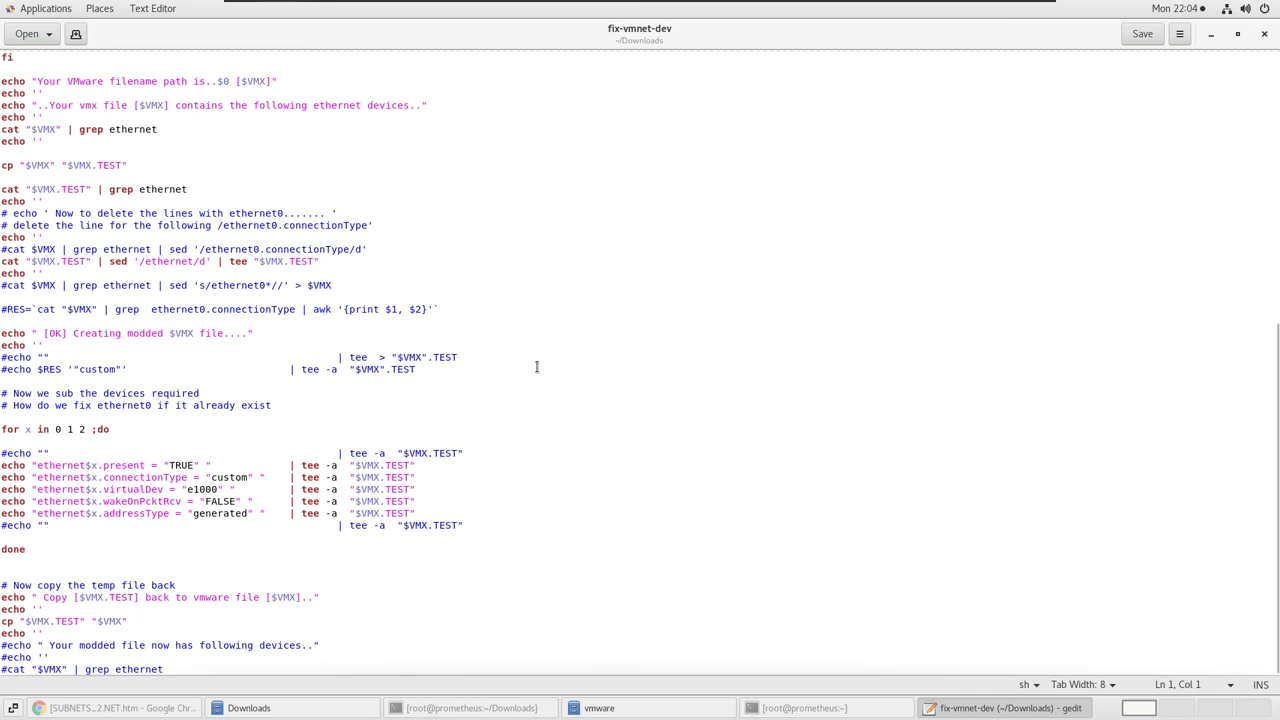 Applications Places Text Editor Mon 22:04
Open fix-vmnet-dev Save
~/Downloads
fi
echo "Your VMware filename path is..$0 [$VMX]"
echo ''
echo "..Your vmx file [$VMX] contains the following ethernet devices.."
echo ''
cat "$VMX" | grep ethernet
echo ''
cp "$VMX" "$VMX.TEST"
cat "$VMX.TEST" | grep ethernet
echo ''
# echo ' Now to delete the lines with ethernet0....... '
# delete the line for the following /ethernet0.connectionType'
echo ''
#cat $VMX | grep ethernet | sed '/ethernet0.connectionType/d'
cat "$VMX.TEST" | sed '/ethernet/d' | tee "$VMX.TEST"
echo ''
#cat $VMX | grep ethernet | sed 's/ethernet0*//' > $VMX
#RES=`cat "$VMX" | grep  ethernet0.connectionType | awk '{print $1, $2}'`
echo " [OK] Creating modded $VMX file...."
echo ''
#echo "" | tee  > "$VMX".TEST
#echo $RES '"custom"' | tee -a  "$VMX".TEST
# Now we sub the devices required
# How do we fix ethernet0 if it already exist
for x in 0 1 2 ;do
#echo "" | tee -a  "$VMX.TEST"
echo "ethernet$x.present = "TRUE" " | tee -a  "$VMX.TEST"
echo "ethernet$x.connectionType = "custom" " | tee -a  "$VMX.TEST"
echo "ethernet$x.virtualDev = "e1000" " | tee -a  "$VMX.TEST"
echo "ethernet$x.wakeOnPcktRcv = "FALSE" " | tee -a  "$VMX.TEST"
echo "ethernet$x.addressType = "generated" " | tee -a  "$VMX.TEST"
#echo "" | tee -a  "$VMX.TEST"
done
# Now copy the temp file back
echo " Copy [$VMX.TEST] back to vmware file [$VMX].."
echo ''
cp "$VMX.TEST" "$VMX"
echo ''
#echo " Your modded file now has following devices.."
#echo ''
#cat "$VMX" | grep ethernet
sh Tab Width: 8 Ln 1, Col 1 INS
[SUBNETS_2.NET.htm - Google Chr... Downloads [root@prometheus:~/Downloads] vmware [root@prometheus:~] fix-vmnet-dev (~/Downloads) - gedit